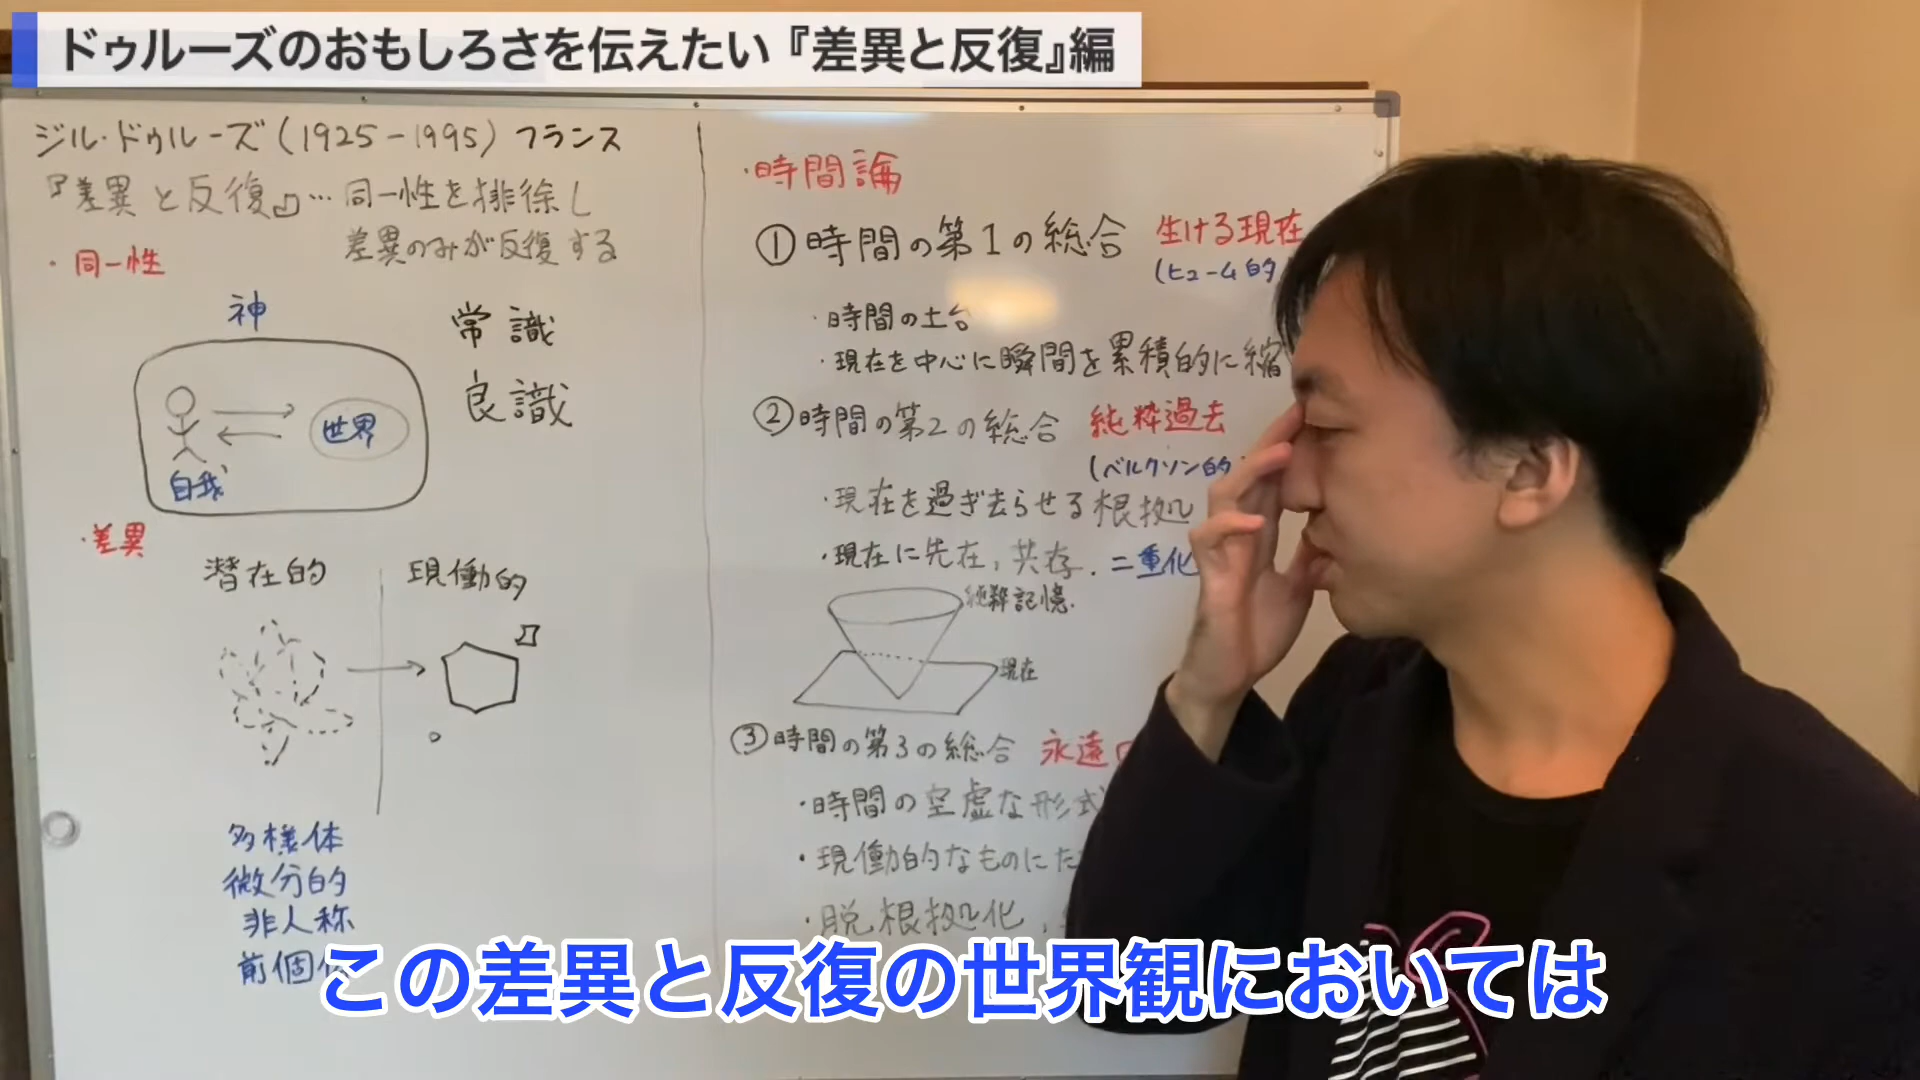 ドゥルーズのおもしろさを伝えたい『差異と反復』編
ジル・ドゥルーズ(1925-1995)フランス
『差異と反復』…同一性を排除し
差異のみが反復する
・同一性
神
常識
良識
世界
自我
・差異
潜在的
現働的
多様体
微分的
非人称
前個
・時間論
①時間の第1の総合 生ける現在
(ヒューム的
・時間の土台
・現在を中心に瞬間を累積的に縮
②時間の第2の総合 純粋過去
(ベルクソン的
・現在を過ぎ去らせる根拠
・現在に先在,共存.二重化
純粋記憶.
現在
③時間の第3の総合 永遠
・時間の空虚な形式
・現働的なものにた
・脱根拠化,
この差異と反復の世界観においては